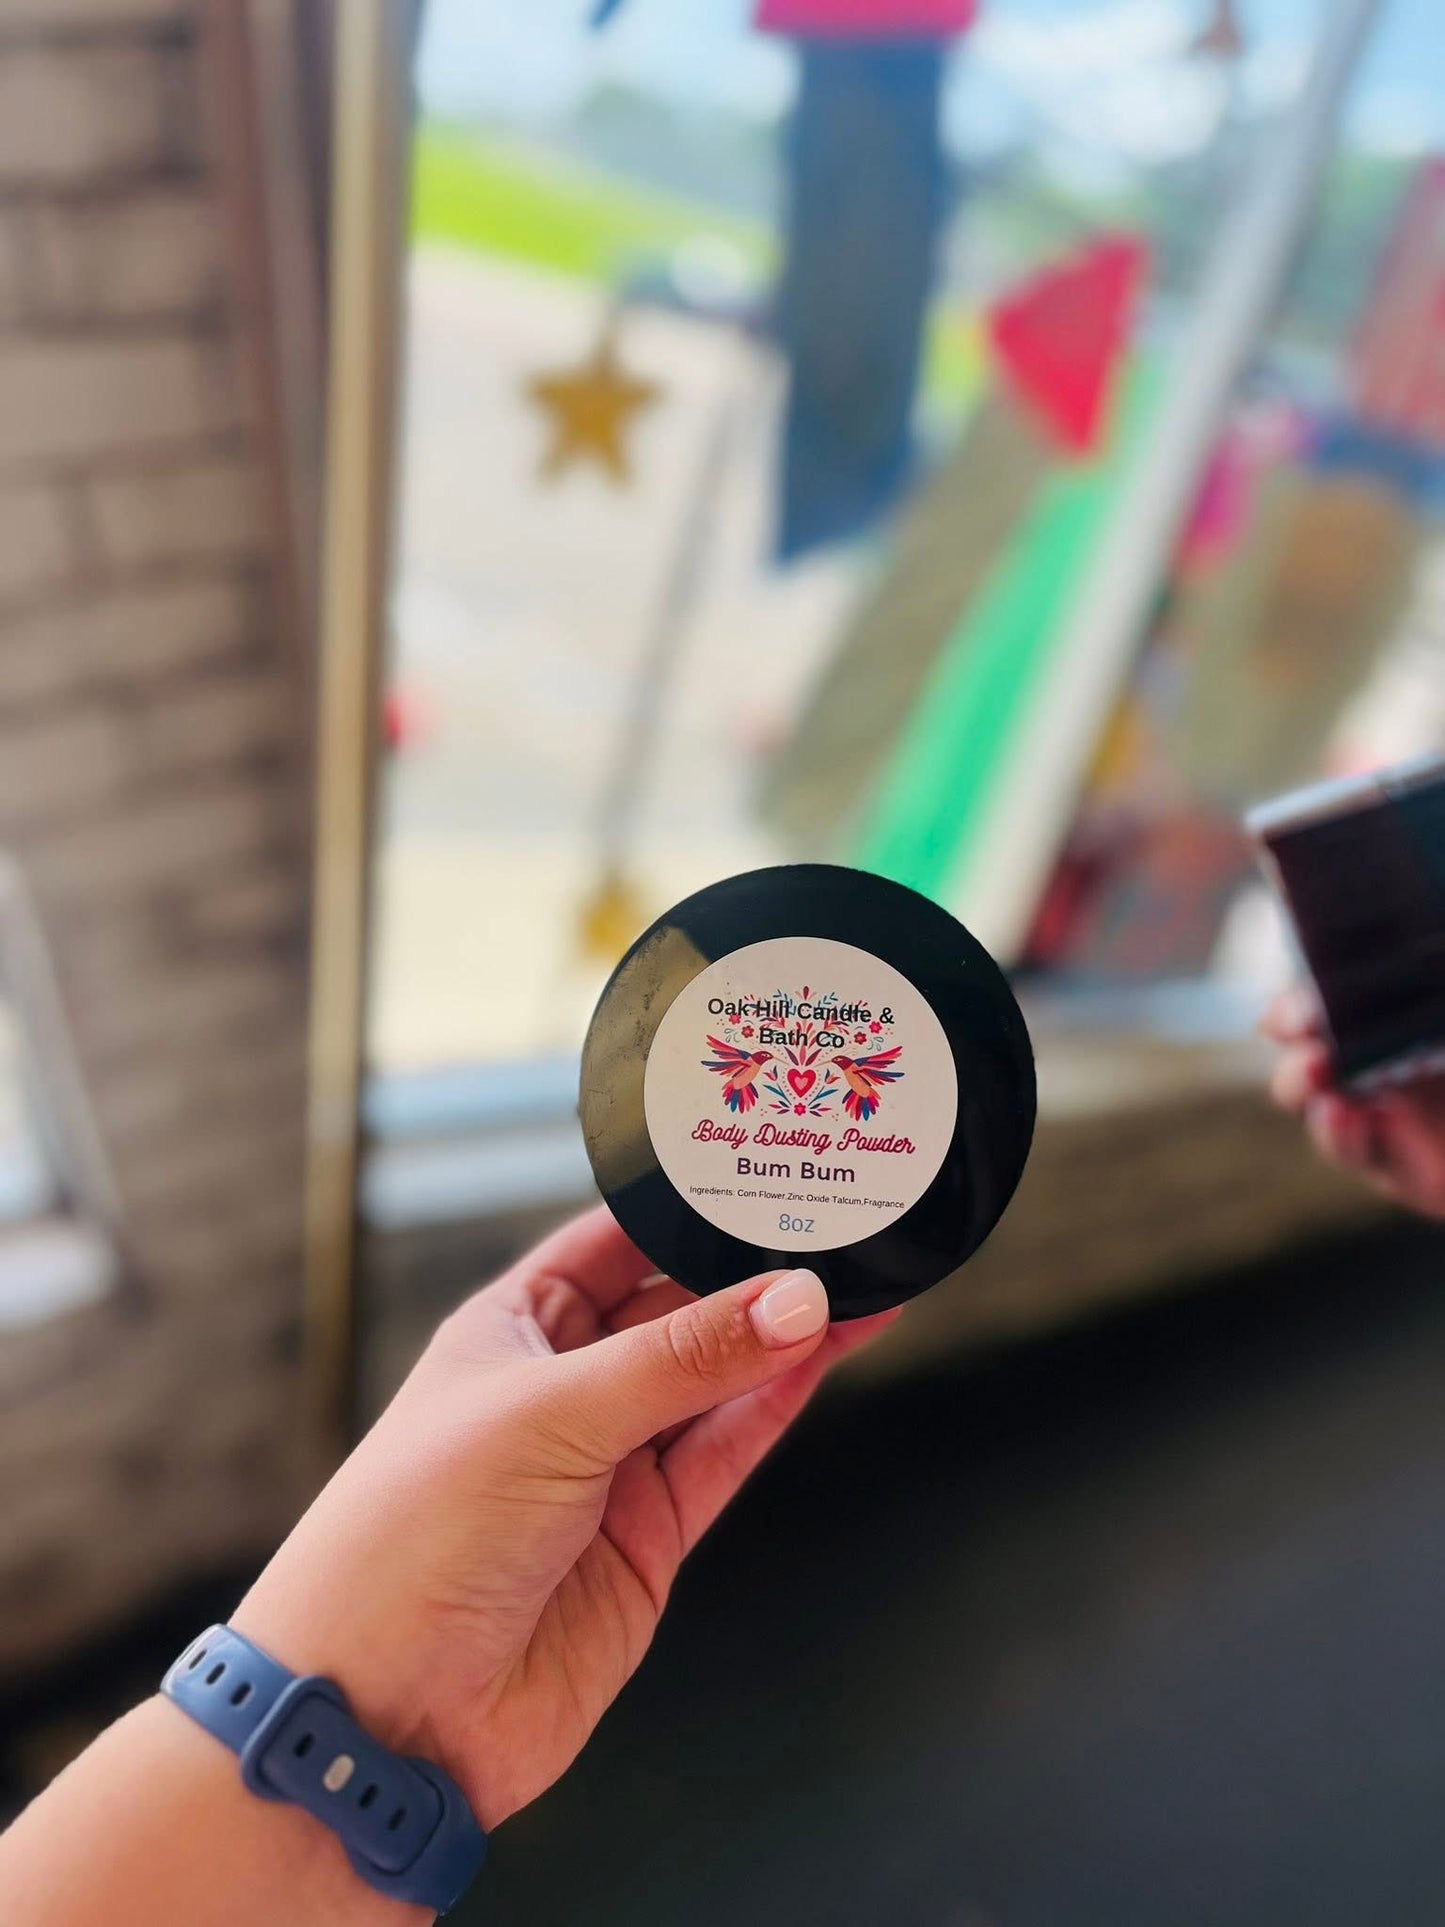 Oak Hill Candle &
Bath Co
Body Dusting Powder
Bum Bum
Ingredients: Corn Flower,Zinc Oxide Talcum,Fragrance
8oz